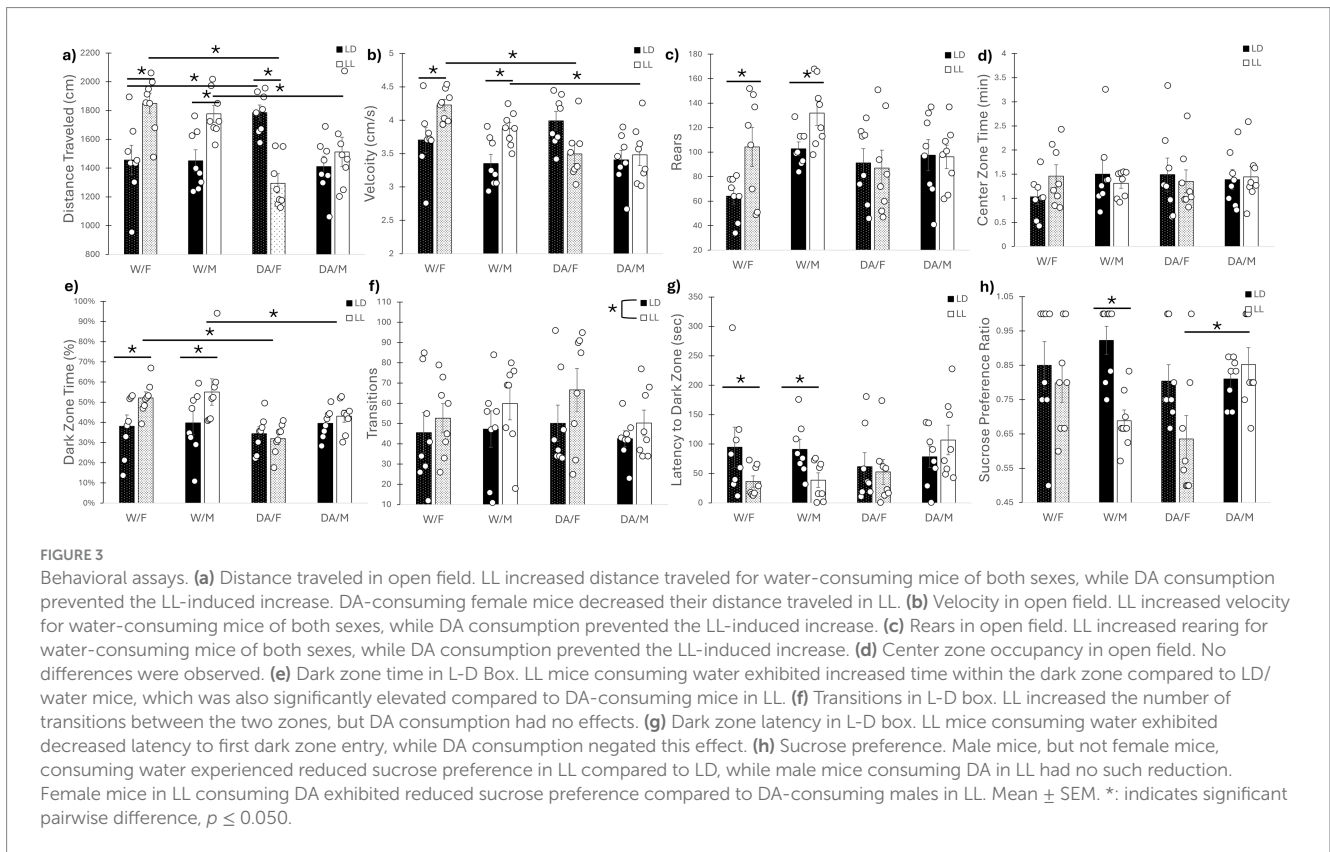 a)
LD
LL
Distance Traveled (cm)
2200
2000
1800
1600
1400
1200
1000
800
* * * * * *
W/F W/M DA/F DA/M
b)
LD
LL
Velcoity (cm/s)
5
4.5
4
3.5
3
2.5
2
* * * *
W/F W/M DA/F DA/M
c)
LD
LL
Rears
180
160
140
120
100
80
60
40
20
* *
W/F W/M DA/F DA/M
d)
LD
LL
Center Zone Time (min)
4
3.5
3
2.5
2
1.5
1
0.5
0
W/F W/M DA/F DA/M
e)
LD
LL
Dark Zone Time (%)
100%
90%
80%
70%
60%
50%
40%
30%
20%
10%
0%
* * * *
W/F W/M DA/F DA/M
f)
* LD
LL
Transitions
110
100
90
80
70
60
50
40
30
20
10
W/F W/M DA/F DA/M
g)
LD
LL
Latency to Dark Zone (sec)
350
300
250
200
150
100
50
0
* *
W/F W/M DA/F DA/M
h)
LD
LL
Sucrose Preference Ratio
1.05
0.95
0.85
0.75
0.65
0.55
0.45
* *
W/F W/M DA/F DA/M
FIGURE 3
Behavioral assays. (a) Distance traveled in open field. LL increased distance traveled for water-consuming mice of both sexes, while DA consumption
prevented the LL-induced increase. DA-consuming female mice decreased their distance traveled in LL. (b) Velocity in open field. LL increased velocity
for water-consuming mice of both sexes, while DA consumption prevented the LL-induced increase. (c) Rears in open field. LL increased rearing for
water-consuming mice of both sexes, while DA consumption prevented the LL-induced increase. (d) Center zone occupancy in open field. No
differences were observed. (e) Dark zone time in L-D Box. LL mice consuming water exhibited increased time within the dark zone compared to LD/
water mice, which was also significantly elevated compared to DA-consuming mice in LL. (f) Transitions in L-D box. LL increased the number of
transitions between the two zones, but DA consumption had no effects. (g) Dark zone latency in L-D box. LL mice consuming water exhibited
decreased latency to first dark zone entry, while DA consumption negated this effect. (h) Sucrose preference. Male mice, but not female mice,
consuming water experienced reduced sucrose preference in LL compared to LD, while male mice consuming DA in LL had no such reduction.
Female mice in LL consuming DA exhibited reduced sucrose preference compared to DA-consuming males in LL. Mean ± SEM. *: indicates significant
pairwise difference, p ≤ 0.050.